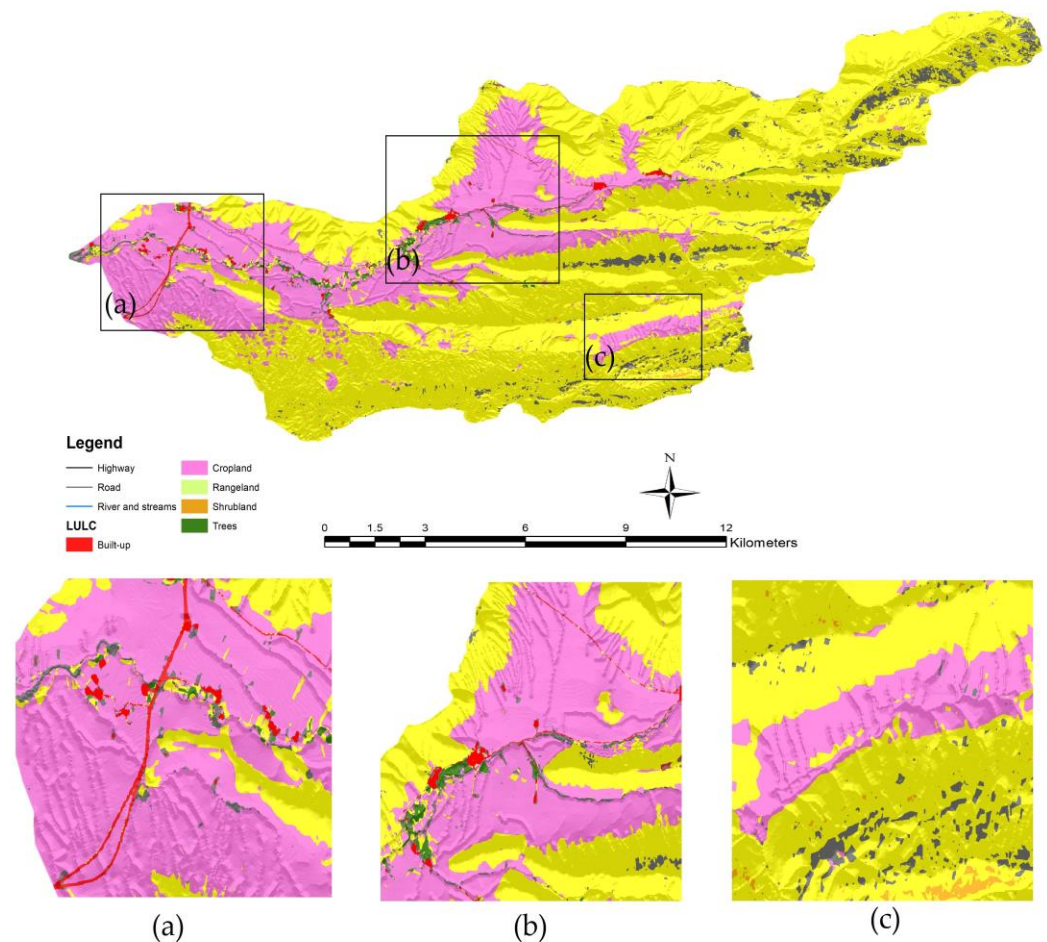 (a)
(b)
(c)
Legend
Highway
Road
River and streams
LULC
Built-up
Cropland
Rangeland
Shrubland
Trees
N
0 1.5 3 6 9 12
Kilometers
(a)
(b)
(c)